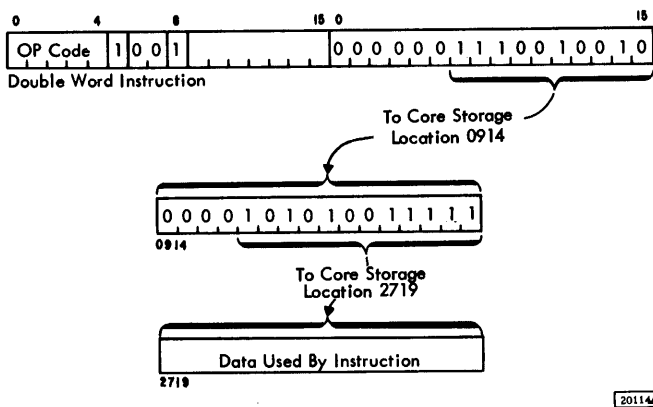 0 4 8 15 0 15
OP Code 1 0 0 1 0 0 0 0 0 0 1 1 1 0 0 1 0 0 1 0
Double Word Instruction
To Core Storage
Location 0914
0 0 0 0 1 0 1 0 1 0 0 1 1 1 1 1
0914
To Core Storage
Location 2719
Data Used By Instruction
2719